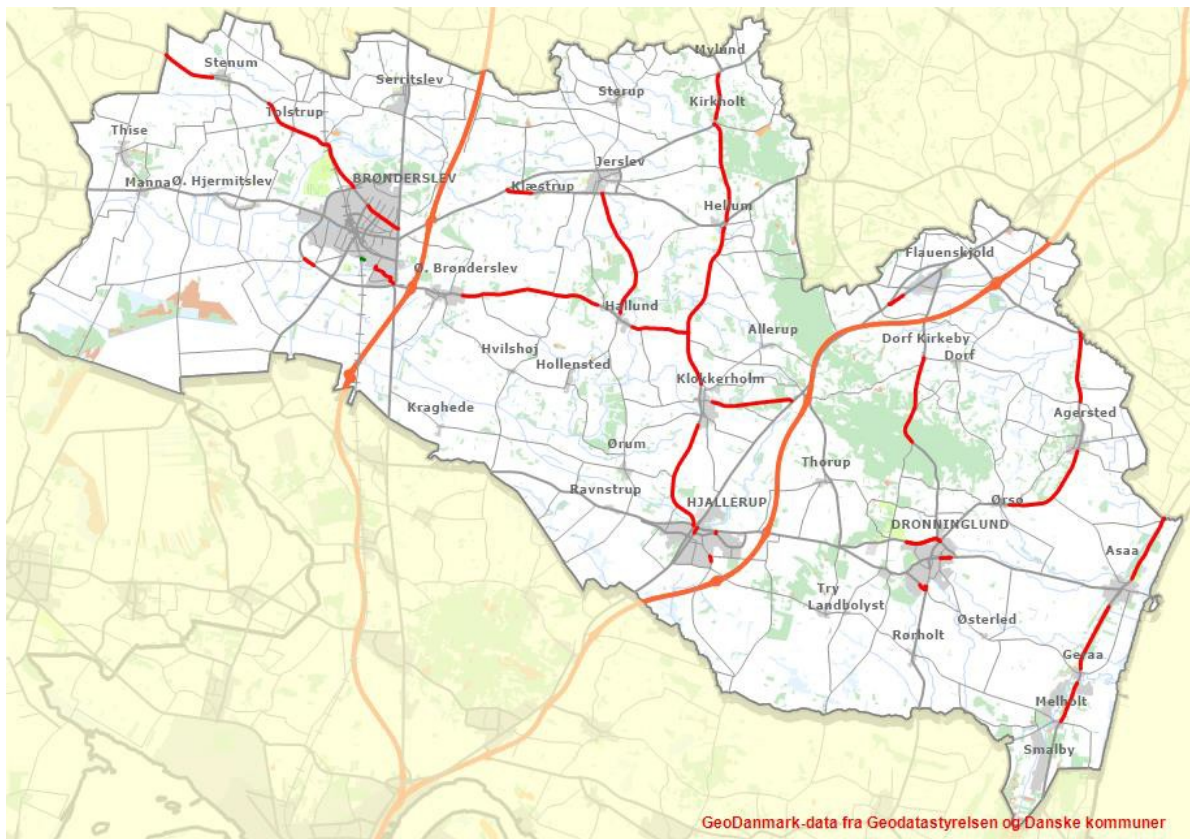 Mylund
Stenum
Serritslev
Sterup
Kirkholt
Tolstrup
Thise
Jerslev
BRØNDERSLEV
Manna
Ø. Hjermitslev
Klæstrup
Hellum
Flauenskjold
Ø. Brønderslev
Hallund
Allerup
Dorf Kirkeby
Dorf
Hvilshøj
Hollensted
Klokkerholm
Kraghede
Agersted
Ørum
Thorup
Ravnstrup
HJALLERUP
Ørsø
DRONNINGLUND
Asaa
Try
Landbolyst
Østerled
Rørholt
Geraa
Melholt
Smalby
GeoDanmark-data fra Geodatastyrelsen og Danske kommuner